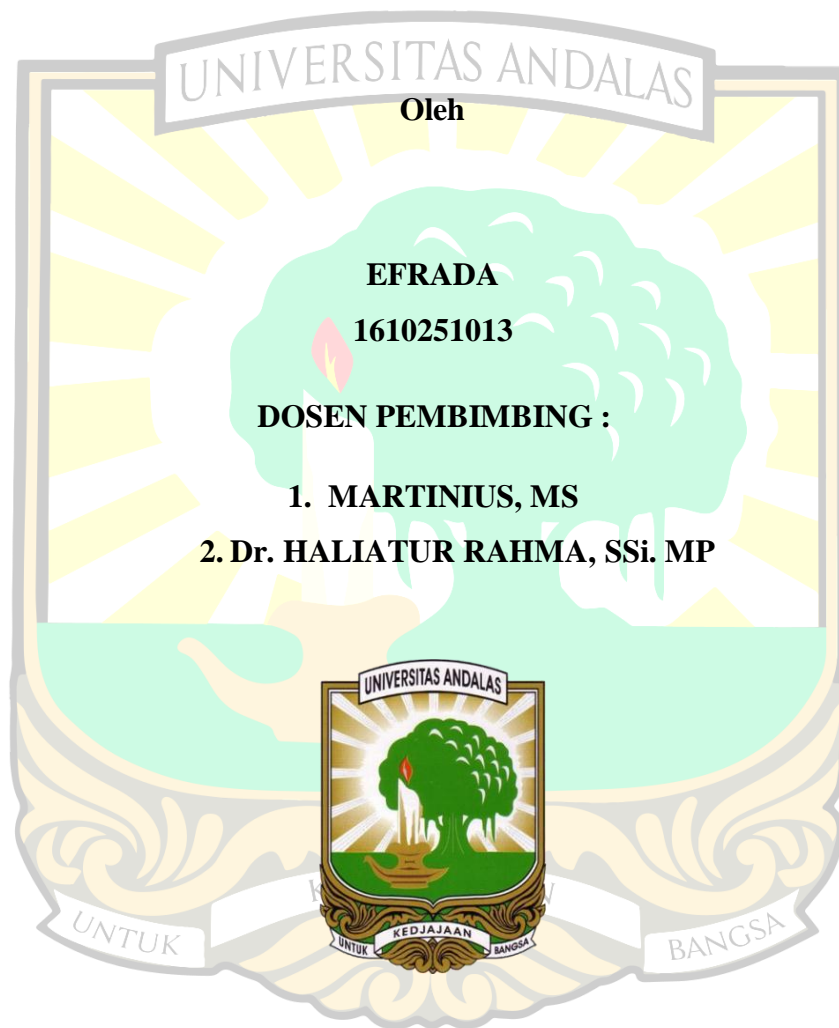 UNIVERSITAS ANDALAS
Oleh
EFRADA
1610251013
DOSEN PEMBIMBING :
1. MARTINIUS, MS
2. Dr. HALIATUR RAHMA, SSi. MP
UNIVERSITAS ANDALAS
UNTUK KEDJAJAAN BANGSA
UNTUK K N BANGSA